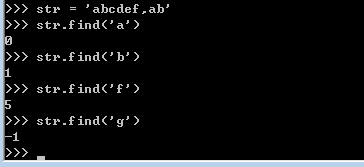 >>> str = 'abcdef,ab'
>>> str.find('a')
0
>>> str.find('b')
1
>>> str.find('f')
5
>>> str.find('g')
-1
>>>